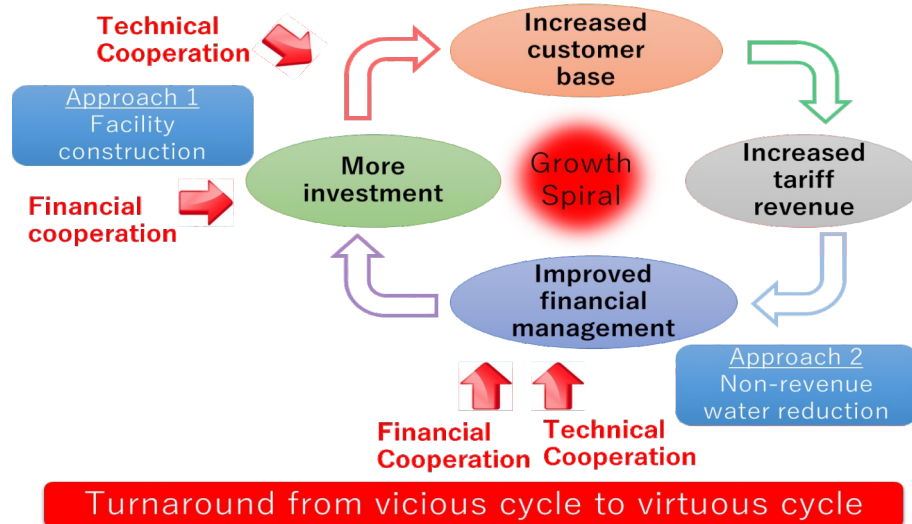 Technical
Cooperation
Increased
customer
base
Approach 1
Facility
construction
More
investment
Growth
Spiral
Increased
tariff
revenue
Financial
cooperation
Improved
financial
management
Approach 2
Non-revenue
water reduction
Financial
Cooperation
Technical
Cooperation
Turnaround from vicious cycle to virtuous cycle